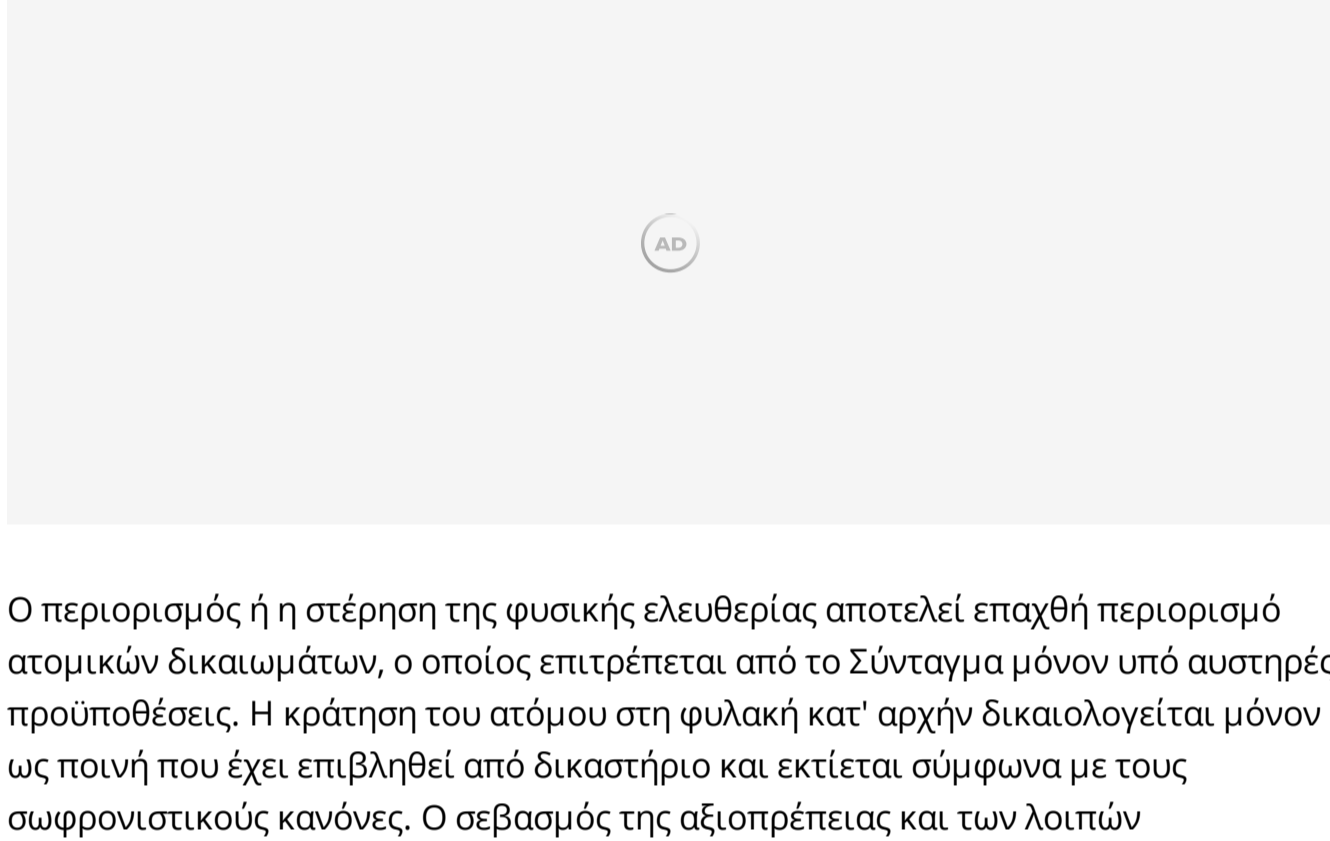 AD
Ο περιορισμός ή η στέρηση της φυσικής ελευθερίας αποτελεί επαχθή περιορισμό
ατομικών δικαιωμάτων, ο οποίος επιτρέπεται από το Σύνταγμα μόνον υπό αυστηρές
προϋποθέσεις. Η κράτηση του ατόμου στη φυλακή κατ' αρχήν δικαιολογείται μόνον
ως ποινή που έχει επιβληθεί από δικαστήριο και εκτίεται σύμφωνα με τους
σωφρονιστικούς κανόνες. Ο σεβασμός της αξιοπρέπειας και των λοιπών